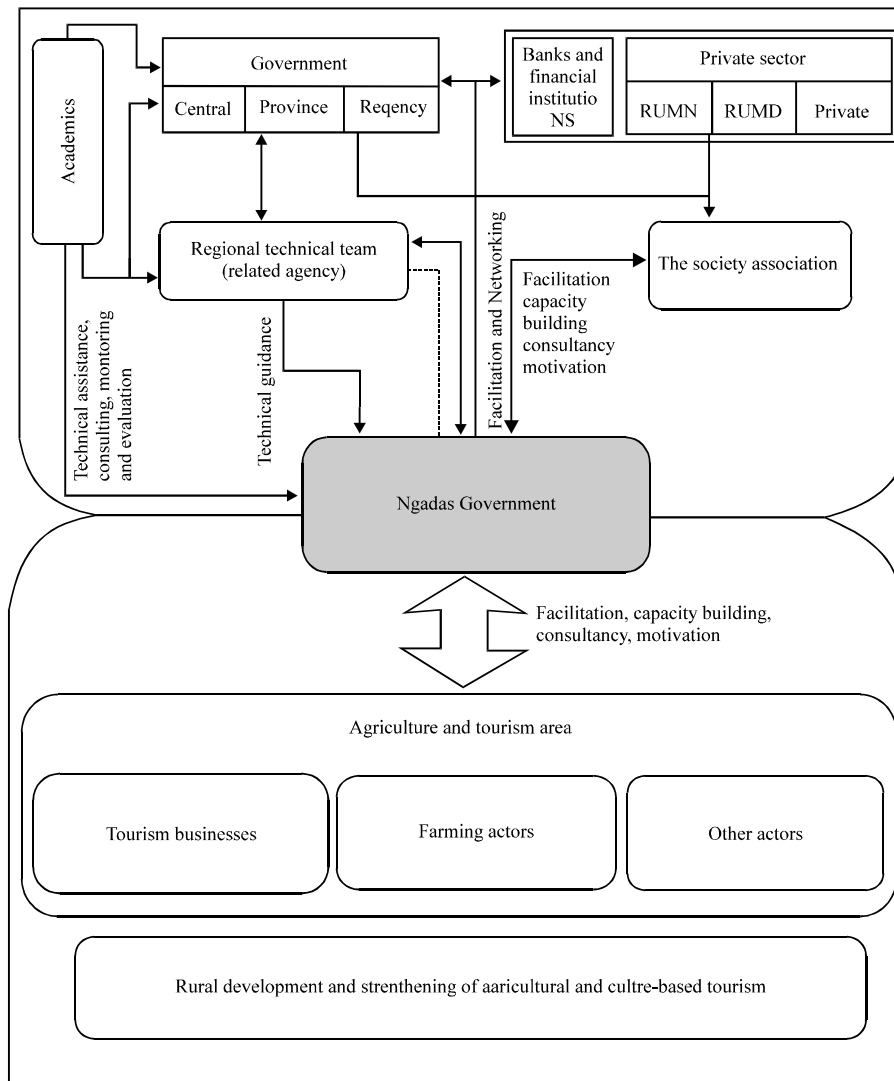 Academics
Government
Central
Province
Reqency
Banks and
financial
institutio
NS
Private sector
RUMN
RUMD
Private
Regional technical team
(related agency)
The society association
Technical assistance,
consulting, montoring
and evaluation
Technical guidance
Facilitation and Networking
Facilitation
capacity
building
consultancy
motivation
Ngadas Government
Facilitation, capacity building,
consultancy, motivation
Agriculture and tourism area
Tourism businesses
Farming actors
Other actors
Rural development and strenthening of aaricultural and cultre-based tourism